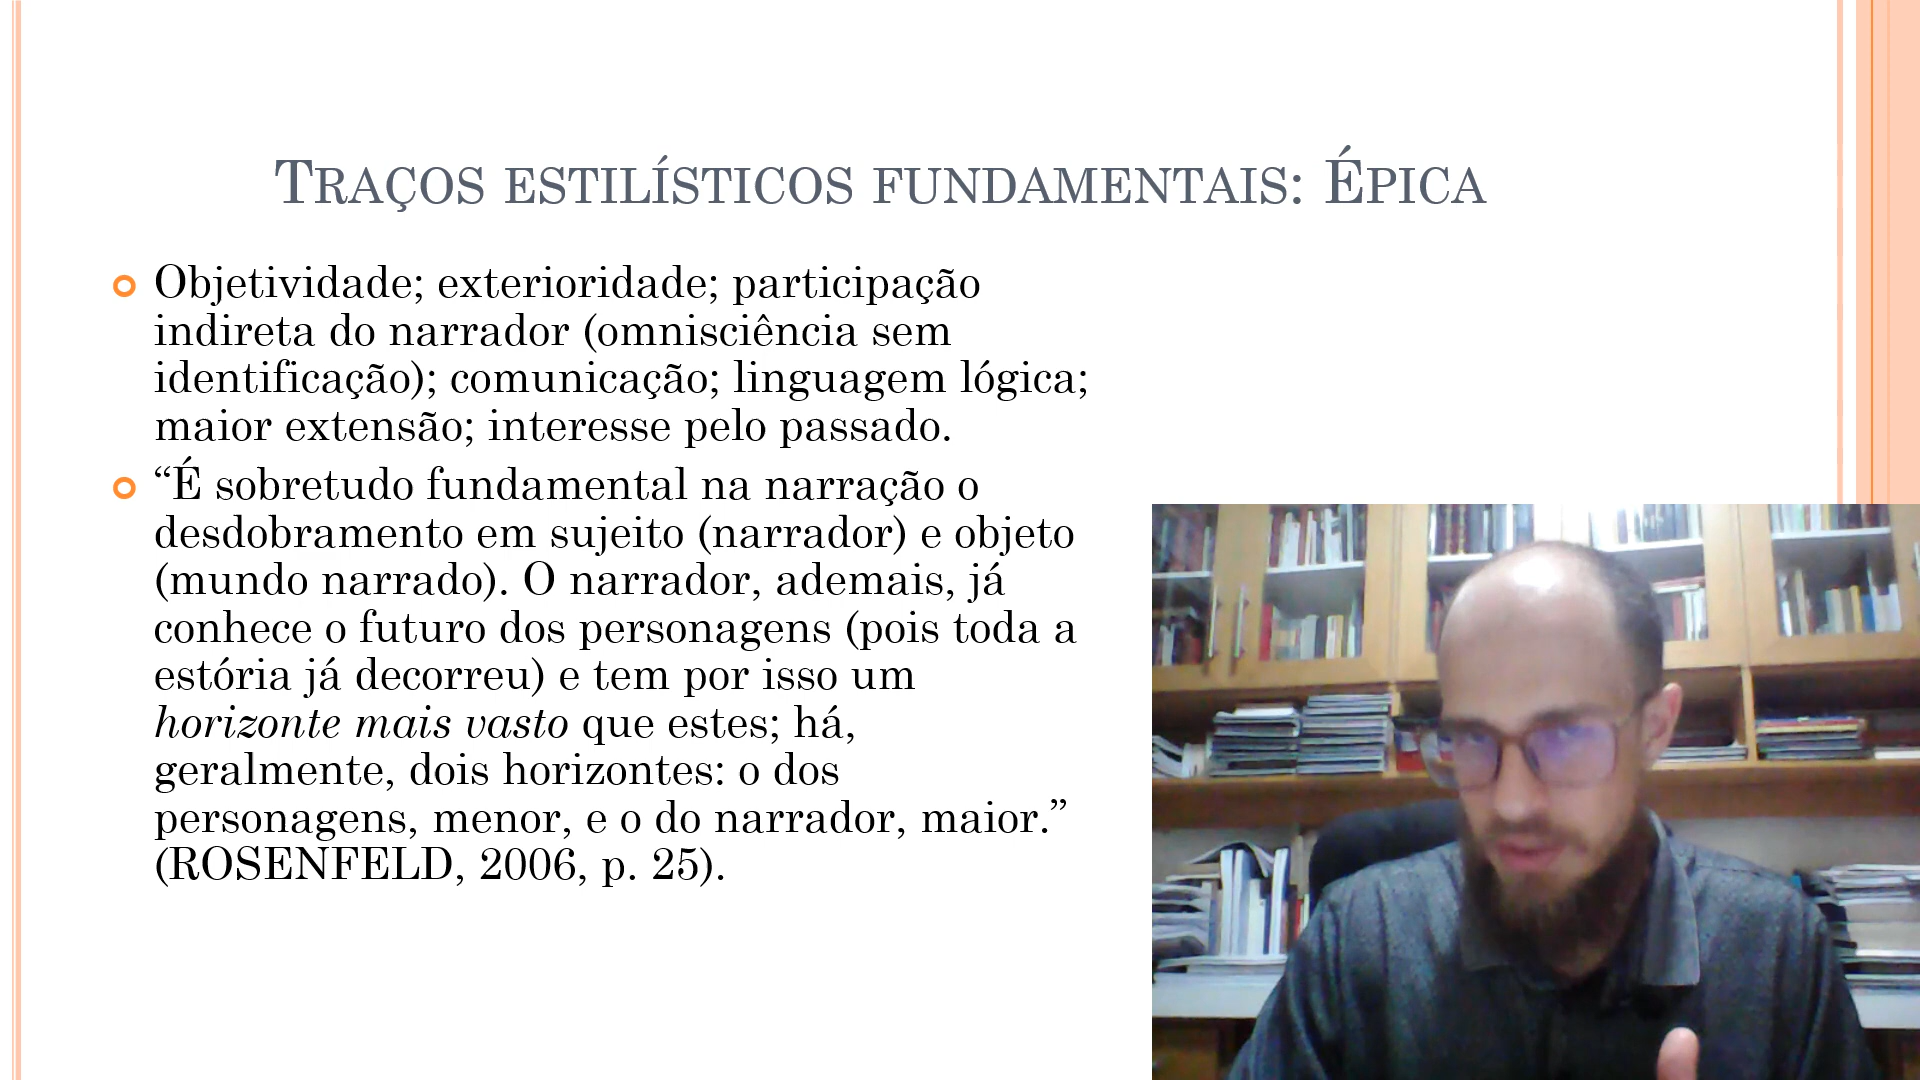 Traços estilísticos fundamentais: Épica
Objetividade; exterioridade; participação
indireta do narrador (omnisciência sem
identificação); comunicação; linguagem lógica;
maior extensão; interesse pelo passado.
“É sobretudo fundamental na narração o
desdobramento em sujeito (narrador) e objeto
(mundo narrado). O narrador, ademais, já
conhece o futuro dos personagens (pois toda a
estória já decorreu) e tem por isso um
horizonte mais vasto que estes; há,
geralmente, dois horizontes: o dos
personagens, menor, e o do narrador, maior.”
(ROSENFELD, 2006, p. 25).